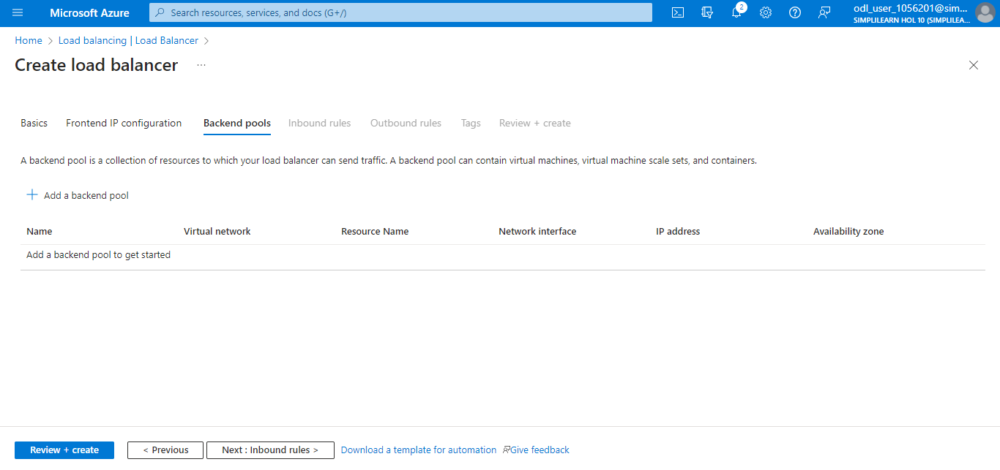 Microsoft Azure
Search resources, services, and docs (G+/)
2
odl_user_1056201@sim...
SIMPLILEARN HOL 10 (SIMPLILEA...
Home > Load balancing | Load Balancer >
Create load balancer ...
Basics Frontend IP configuration Backend pools Inbound rules Outbound rules Tags Review + create
A backend pool is a collection of resources to which your load balancer can send traffic. A backend pool can contain virtual machines, virtual machine scale sets, and containers.
+ Add a backend pool
Name Virtual network Resource Name Network interface IP address Availability zone
Add a backend pool to get started
Review + create < Previous Next : Inbound rules > Download a template for automation Give feedback